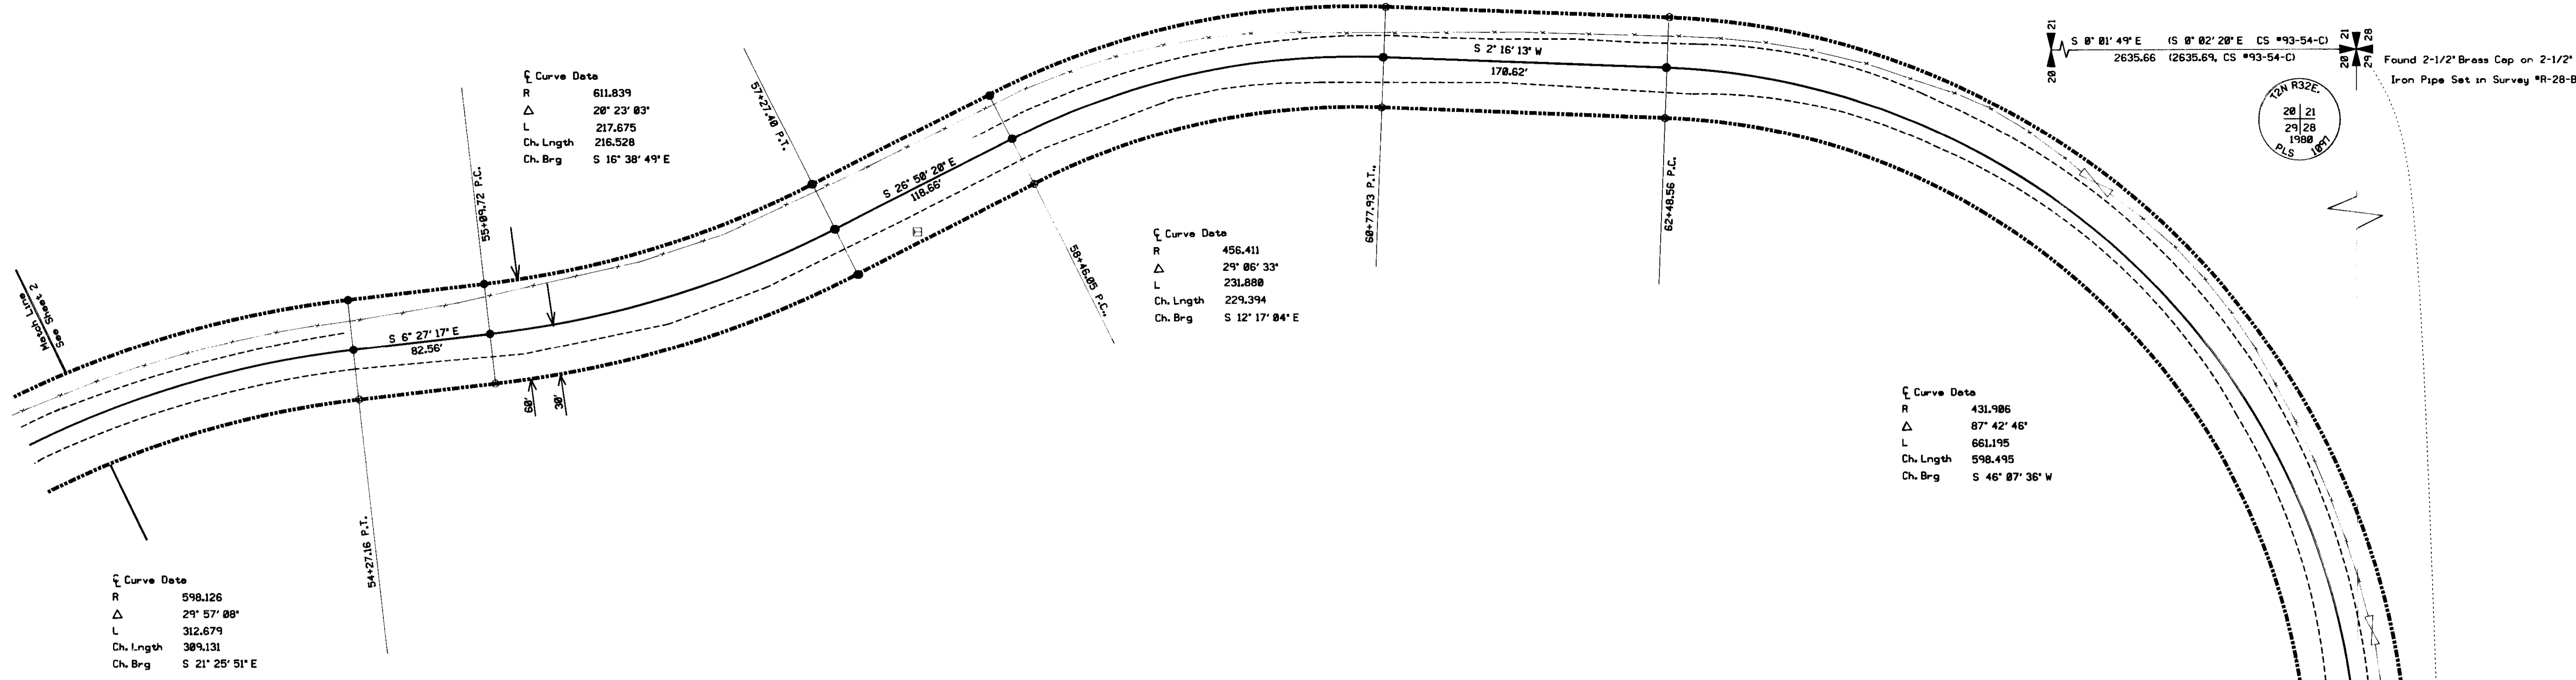 Match Line
See Sheet 2
℄ Curve Data
R 598.126
Δ 29° 57' 08"
L 312.679
Ch. Lngth 309.131
Ch. Brg S 21° 25' 51" E
54+27.16 P.T.
S 6° 27' 17" E
82.56'
55+09.72 P.C.
60'
30'
℄ Curve Data
R 611.839
Δ 20° 23' 03"
L 217.675
Ch. Lngth 216.528
Ch. Brg S 16° 38' 49" E
57+27.40 P.T.
S 26° 50' 20" E
118.66'
58+46.05 P.C.
℄ Curve Data
R 456.411
Δ 29° 06' 33"
L 231.880
Ch. Lngth 229.394
Ch. Brg S 12° 17' 04" E
60+77.93 P.T.
S 2° 16' 13" W
170.62'
62+48.56 P.C.
℄ Curve Data
R 431.906
Δ 87° 42' 46"
L 661.195
Ch. Lngth 598.495
Ch. Brg S 46° 07' 36" W
21
20
S 0° 01' 49" E (S 0° 02' 20" E CS #93-54-C)
2635.66 (2635.69, CS #93-54-C)
21 28
20 29
Found 2-1/2" Brass Cap on 2-1/2"
Iron Pipe Set in Survey #R-28-B
T2N R32E.
20 21
29 28
1980
PLS 1097